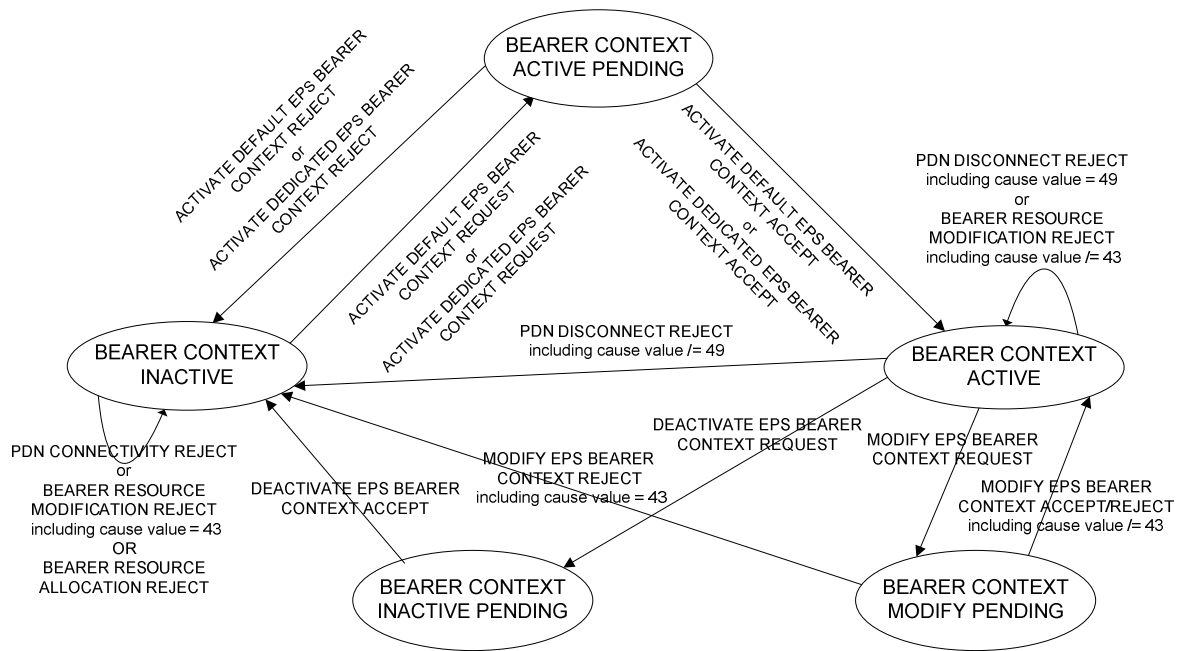 BEARER CONTEXT
ACTIVE PENDING
ACTIVATE DEFAULT EPS BEARER
CONTEXT REJECT
or
ACTIVATE DEDICATED EPS BEARER
CONTEXT REJECT
ACTIVATE DEFAULT EPS BEARER
CONTEXT REQUEST
or
ACTIVATE DEDICATED EPS BEARER
CONTEXT REQUEST
ACTIVATE DEFAULT EPS BEARER
CONTEXT ACCEPT
or
ACTIVATE DEDICATED EPS BEARER
CONTEXT ACCEPT
PDN DISCONNECT REJECT
including cause value = 49
or
BEARER RESOURCE
MODIFICATION REJECT
including cause value /= 43
BEARER CONTEXT
INACTIVE
PDN DISCONNECT REJECT
including cause value /= 49
BEARER CONTEXT
ACTIVE
PDN CONNECTIVITY REJECT
or
BEARER RESOURCE
MODIFICATION REJECT
including cause value = 43
OR
BEARER RESOURCE
ALLOCATION REJECT
DEACTIVATE EPS BEARER
CONTEXT ACCEPT
MODIFY EPS BEARER
CONTEXT REJECT
including cause value = 43
DEACTIVATE EPS BEARER
CONTEXT REQUEST
MODIFY EPS BEARER
CONTEXT REQUEST
MODIFY EPS BEARER
CONTEXT ACCEPT/REJECT
including cause value /= 43
BEARER CONTEXT
INACTIVE PENDING
BEARER CONTEXT
MODIFY PENDING